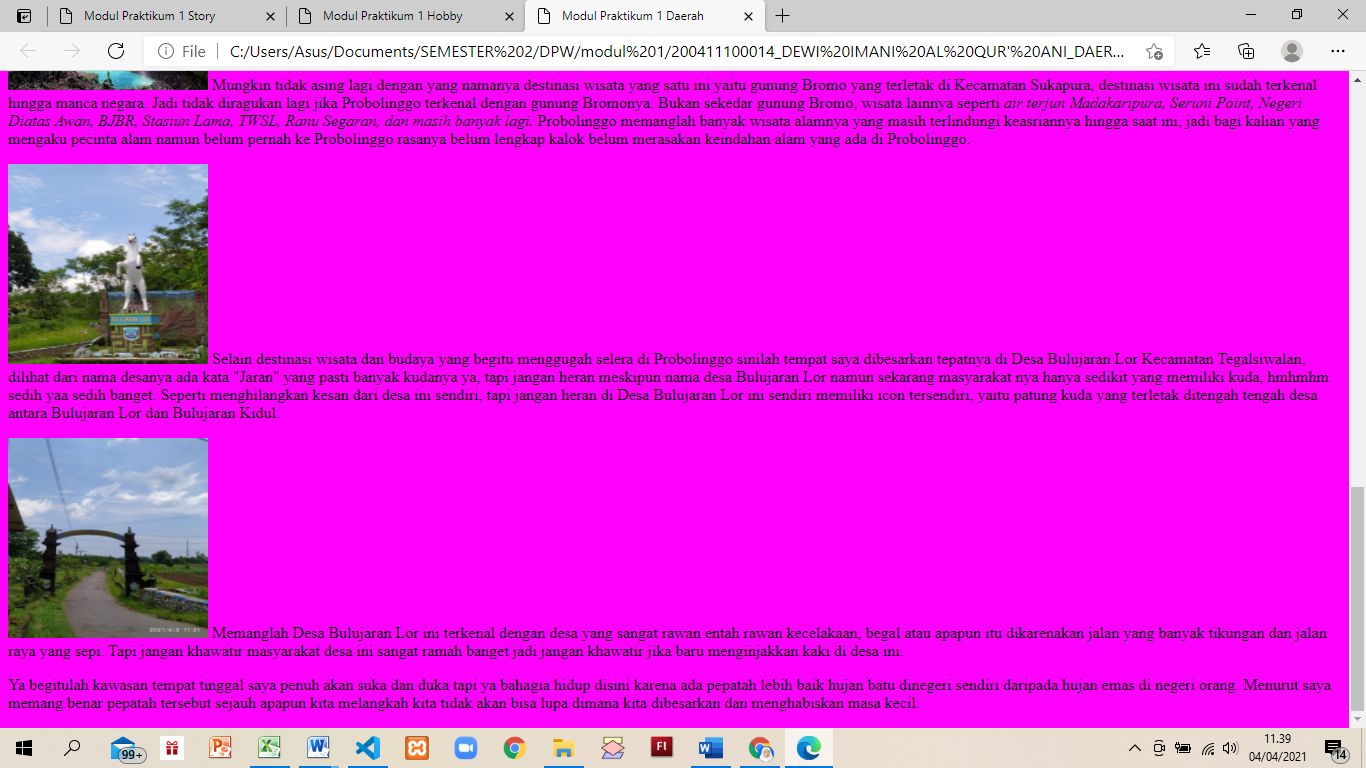 Modul Praktikum 1 Story
Modul Praktikum 1 Hobby
Modul Praktikum 1 Daerah
File
C:/Users/Asus/Documents/SEMESTER%202/DPW/modul%201/200411100014_DEWI%20IMANI%20AL%20QUR'%20ANI_DAER...
Mungkin tidak asing lagi dengan yang namanya destinasi wisata yang satu ini yaitu gunung Bromo yang terletak di Kecamatan Sukapura, destinasi wisata ini sudah terkenal
hingga manca negara. Jadi tidak diragukan lagi jika Probolinggo terkenal dengan gunung Bromonya. Bukan sekedar gunung Bromo, wisata lainnya seperti air terjun Madakaripura, Seruni Point, Negeri
Diatas Awan, BJBR, Stasiun Lama, TWSL, Ranu Segaran, dan masih banyak lagi. Probolinggo memanglah banyak wisata alamnya yang masih terlindungi keasriannya hingga saat ini, jadi bagi kalian yang
mengaku pecinta alam namun belum pernah ke Probolinggo rasanya belum lengkap kalok belum merasakan keindahan alam yang ada di Probolinggo.
Selain destinasi wisata dan budaya yang begitu menggugah selera di Probolinggo sinilah tempat saya dibesarkan tepatnya di Desa Bulujaran Lor Kecamatan Tegalsiwalan,
dilihat dari nama desanya ada kata "Jaran" yang pasti banyak kudanya ya, tapi jangan heran meskipun nama desa Bulujaran Lor namun sekarang masyarakat nya hanya sedikit yang memiliki kuda, hmhmhm
sedih yaa sedih banget. Seperti menghilangkan kesan dari desa ini sendiri, tapi jangan heran di Desa Bulujaran Lor ini sendiri memiliki icon tersendiri, yaitu patung kuda yang terletak ditengah tengah desa
antara Bulujaran Lor dan Bulujaran Kidul.
Memanglah Desa Bulujaran Lor ini terkenal dengan desa yang sangat rawan entah rawan kecelakaan, begal atau apapun itu dikarenakan jalan yang banyak tikungan dan jalan
raya yang sepi. Tapi jangan khawatir masyarakat desa ini sangat ramah banget jadi jangan khawatir jika baru menginjakkan kaki di desa ini.
Ya begitulah kawasan tempat tinggal saya penuh akan suka dan duka tapi ya bahagia hidup disini karena ada pepatah lebih baik hujan batu dinegeri sendiri daripada hujan emas di negeri orang. Menurut saya
memang benar pepatah tersebut sejauh apapun kita melangkah kita tidak akan bisa lupa dimana kita dibesarkan dan menghabiskan masa kecil.
99+
Fl
11.39
04/04/2021
14